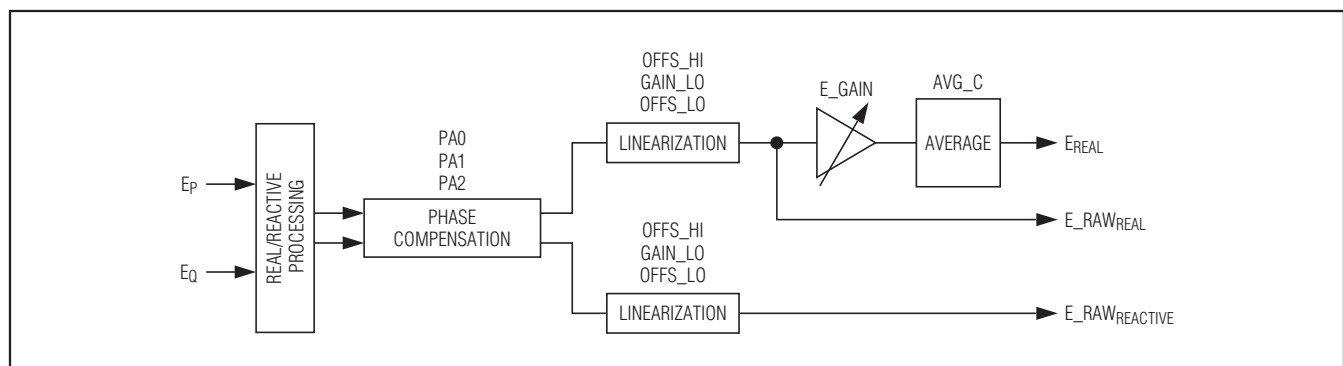 OFFS_HI
GAIN_LO
OFFS_LO
LINEARIZATION
E_GAIN
AVG_C
AVERAGE
EREAL
E_RAWREAL
PA0
PA1
PA2
PHASE
COMPENSATION
EP
EQ
REAL/REACTIVE
PROCESSING
OFFS_HI
GAIN_LO
OFFS_LO
LINEARIZATION
E_RAWREACTIVE